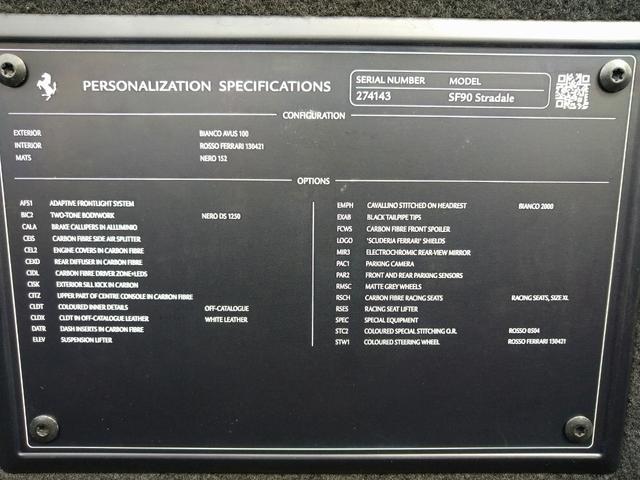 PERSONALIZATION SPECIFICATIONS
SERIAL NUMBER MODEL
274143 SF90 Stradale
CONFIGURATION
EXTERIOR BIANCO AVUS 100
INTERIOR ROSSO FERRARI 130421
MATS NERO 152
OPTIONS
AFS1 ADAPTIVE FRONTLIGHT SYSTEM
BIC2 TWO-TONE BODYWORK NERO DS 1250
CALA BRAKE CALLIPERS IN ALLUMINIO
CEIS CARBON FIBRE SIDE AIR SPLITTER
CEL2 ENGINE COVERS IN CARBON FIBRE
CEXD REAR DIFFUSER IN CARBON FIBRE
CIDL CARBON FIBRE DRIVER ZONE+LEDS
CISK EXTERIOR SILL KICK IN CARBON
CITZ UPPER PART OF CENTRE CONSOLE IN CARBON FIBRE
CLDT COLOURED INNER DETAILS OFF-CATALOGUE
CLDX CLDT IN OFF-CATALOGUE LEATHER WHITE LEATHER
DATR DASH INSERTS IN CARBON FIBRE
ELEV SUSPENSION LIFTER
EMPH CAVALLINO STITCHED ON HEADREST BIANCO 2000
EXAB BLACK TAILPIPE TIPS
FCWS CARBON FIBRE FRONT SPOILER
LOGO 'SCUDERIA FERRARI' SHIELDS
MIR3 ELECTROCHROMIC REAR-VIEW MIRROR
PAC1 PARKING CAMERA
PAR2 FRONT AND REAR PARKING SENSORS
RMSC MATTE GREY WHEELS
RSCH CARBON FIBRE RACING SEATS RACING SEATS, SIZE XL
RSES RACING SEAT LIFTER
SPEC SPECIAL EQUIPMENT
STC2 COLOURED SPECIAL STITCHING O.R. ROSSO 0504
STW1 COLOURED STEERING WHEEL ROSSO FERRARI 130421